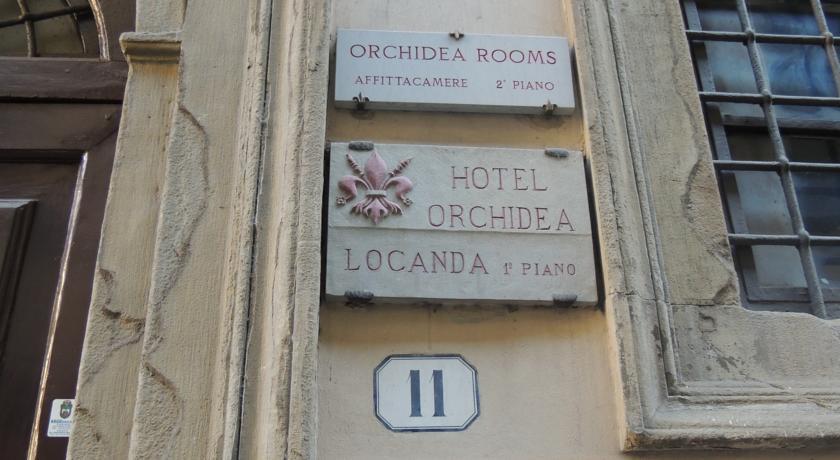 ORCHIDEA ROOMS
AFFITTACAMERE 2° PIANO
HOTEL
ORCHIDEA
LOCANDA 1° PIANO
11